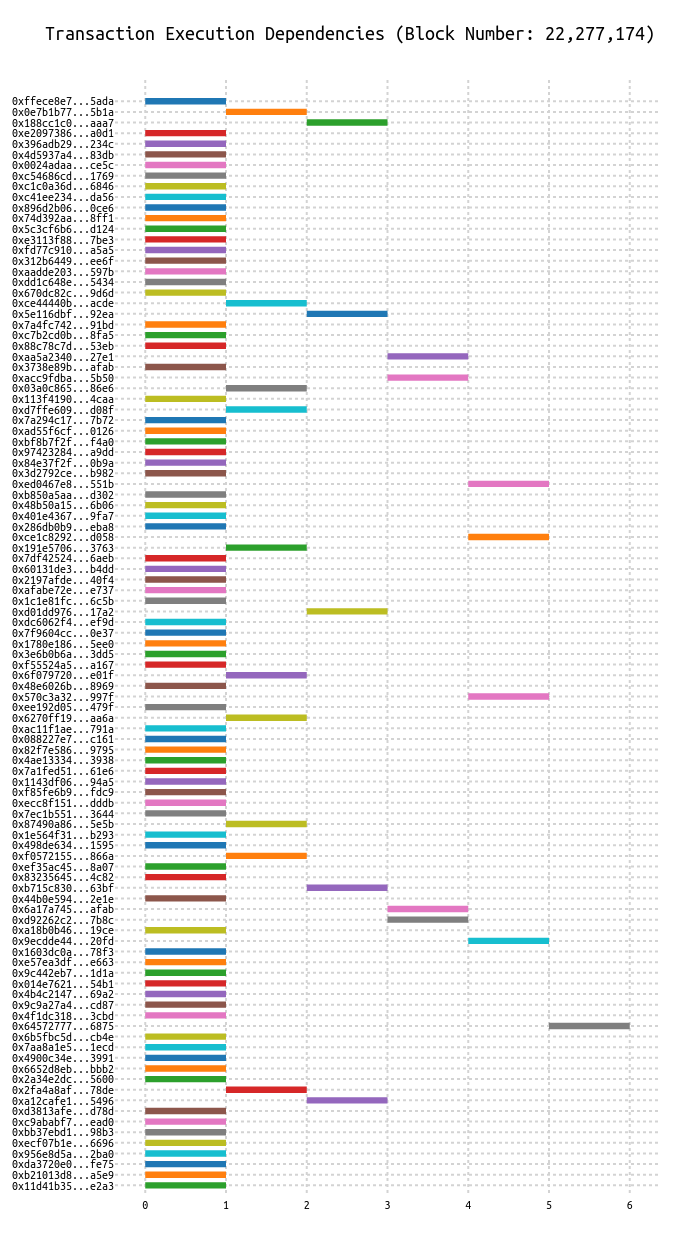 Transaction Execution Dependencies (Block Number: 22,277,174)
0xffece8e7...5ada
0x0e7b1b77...5b1a
0x188cc1c0...aaa7
0xe2097386...a0d1
0x396adb29...234c
0x4d5937a4...83db
0x0024adaa...ce5c
0xc54686cd...1769
0xc1c0a36d...6846
0xc41ee234...da56
0x896d2b06...0ce6
0x74d392aa...8ff1
0x5c3cf6b6...d124
0xe3113f88...7be3
0xfd77c910...a5a5
0x312b6449...ee6f
0xaadde203...597b
0xdd1c648e...5434
0x670dc82c...9d6d
0xce44440b...acde
0x5e116dbf...92ea
0x7a4fc742...91bd
0xc7b2cd0b...8fa5
0x88c78c7d...53eb
0xaa5a2340...27e1
0x3738e89b...afab
0xacc9fdba...5b50
0x03a0c865...86e6
0x113f4190...4caa
0xd7ffe609...d08f
0x7a294c17...7b72
0xad55f6cf...0126
0xbf8b7f2f...f4a0
0x97423284...a9dd
0x84e37f2f...0b9a
0x3d2792ce...b982
0xed0467e8...551b
0xb850a5aa...d302
0x48b50a15...6b06
0x401e4367...9fa7
0x286db0b9...eba8
0xce1c8292...d058
0x191e5706...3763
0x7df42524...6aeb
0x60131de3...b4dd
0x2197afde...40f4
0xafabe72e...e737
0x1c1e81fc...6c5b
0xd01dd976...17a2
0xdc6062f4...ef9d
0x7f9604cc...0e37
0x1780e186...5ee0
0x3e6b0b6a...3dd5
0xf55524a5...a167
0x6f079720...e01f
0x48e6026b...8969
0x570c3a32...997f
0xee192d05...479f
0x6270ff19...aa6a
0xac11f1ae...791a
0x088227e7...c161
0x82f7e586...9795
0x4ae13334...3938
0x7a1fed51...61e6
0x1143df06...94a5
0xf85fe6b9...fdc9
0xecc8f151...dddb
0x7ec1b551...3644
0x87490a86...5e5b
0x1e564f31...b293
0x498de634...1595
0xf0572155...866a
0xef35ac45...8a07
0x83235645...4c82
0xb715c830...63bf
0x44b0e594...2e1e
0x6a17a745...afab
0xd92262c2...7b8c
0xa18b0b46...19ce
0x9ecdde44...20fd
0x1603dc0a...78f3
0xe57ea3df...e663
0x9c442eb7...1d1a
0x014e7621...54b1
0x4b4c2147...69a2
0x9c9a27a4...cd87
0x4f1dc318...3cbd
0x64572777...6875
0x6b5fbc5d...cb4e
0x7aa8a1e5...1ecd
0x4900c34e...3991
0x6652d8eb...bbb2
0x2a34e2dc...5600
0x2fa4a8af...78de
0xa12cafe1...5496
0xd3813afe...d78d
0xc9ababf7...ead0
0xbb37ebd1...98b3
0xecf07b1e...6696
0x956e8d5a...2ba0
0xda3720e0...fe75
0xb21013d8...a5e9
0x11d41b35...e2a3
0 1 2 3 4 5 6